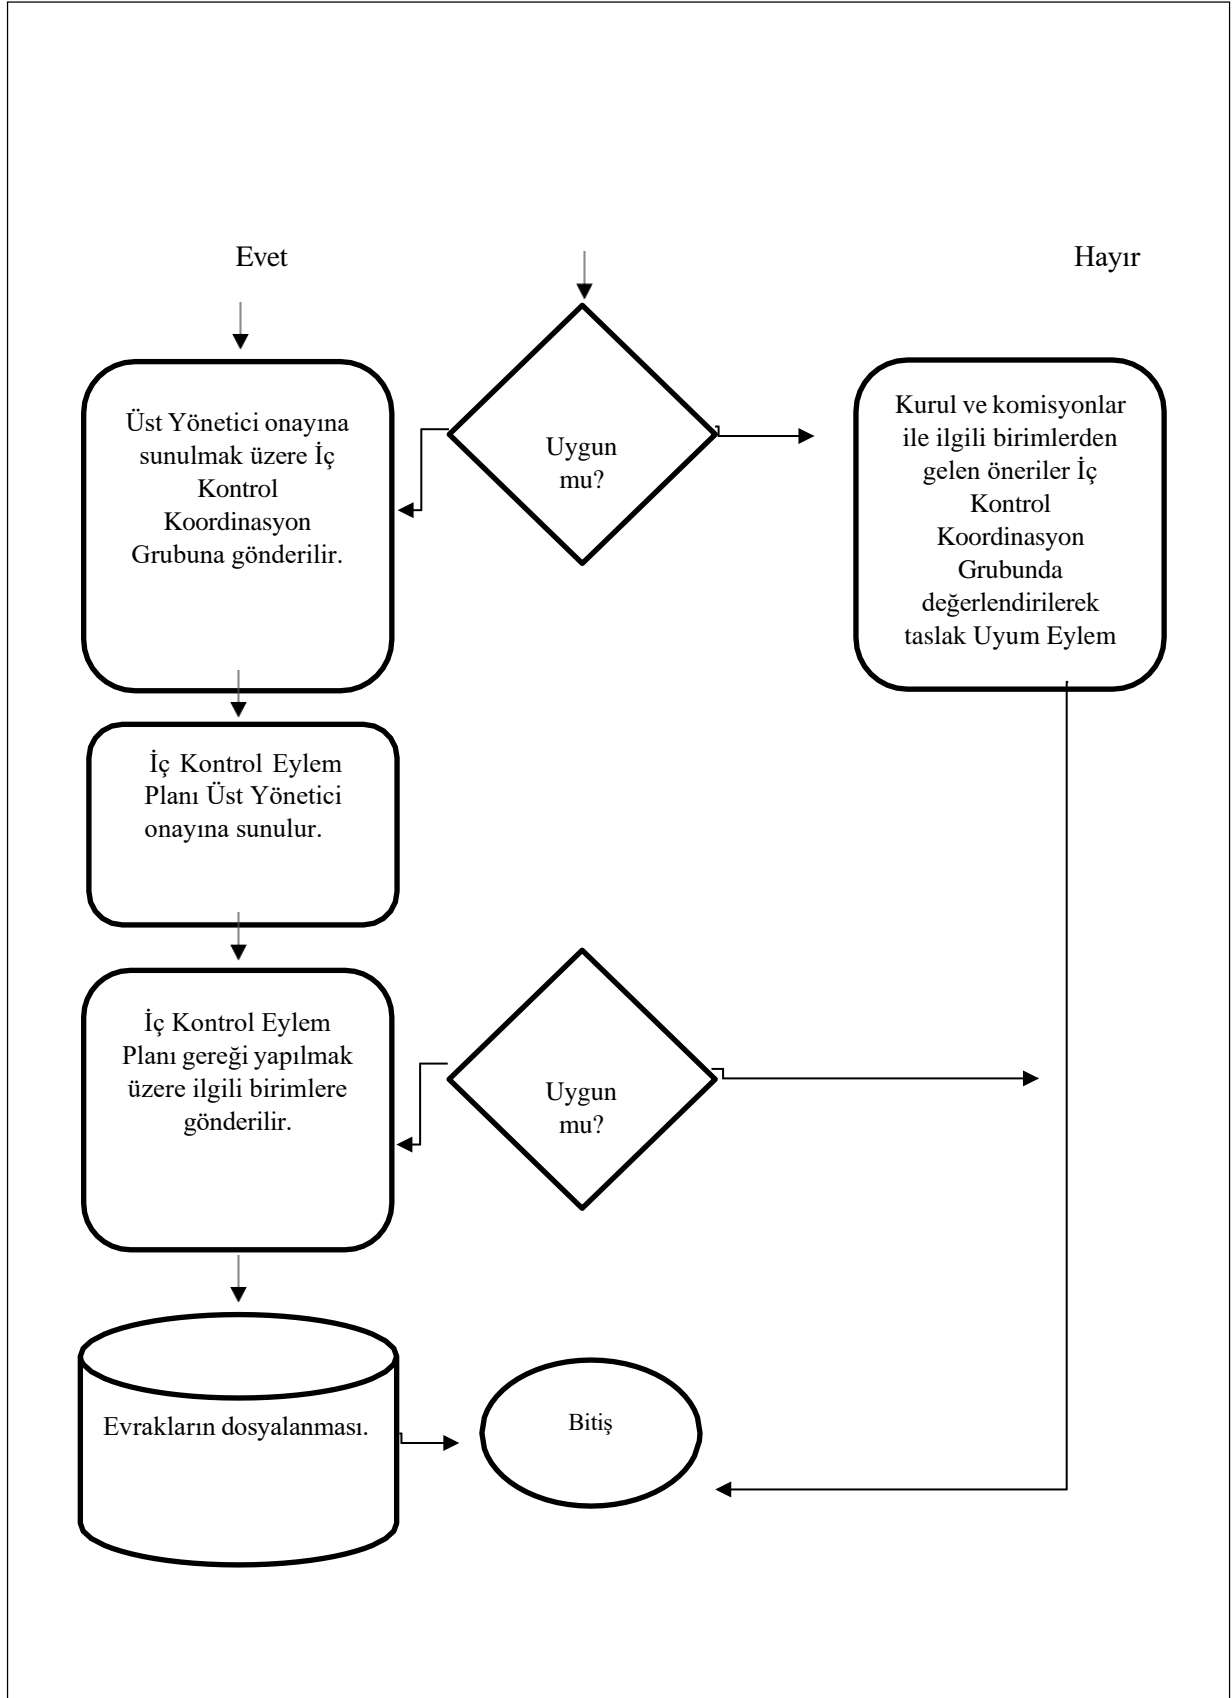 Evet
Hayır
Üst Yönetici onayına
sunulmak üzere İç
Kontrol
Koordinasyon
Grubuna gönderilir.
Uygun
mu?
Kurul ve komisyonlar
ile ilgili birimlerden
gelen öneriler İç
Kontrol
Koordinasyon
Grubunda
değerlendirilerek
taslak Uyum Eylem
İç Kontrol Eylem
Planı Üst Yönetici
onayına sunulur.
İç Kontrol Eylem
Planı gereği yapılmak
üzere ilgili birimlere
gönderilir.
Uygun
mu?
Evrakların dosyalanması.
Bitiş